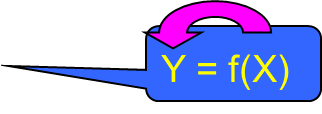 Y = f(X)